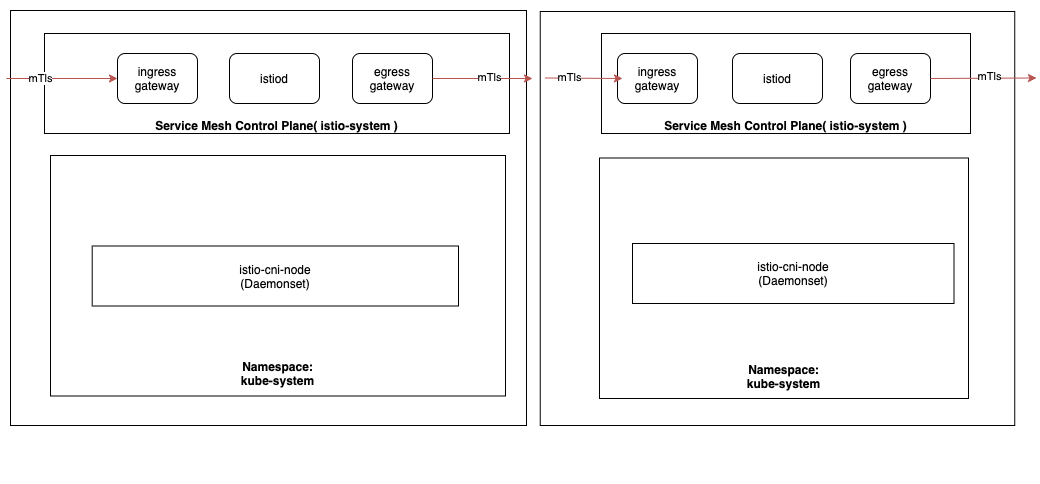 mTls
ingress
gateway
istiod
egress
gateway
mTls
Service Mesh Control Plane( istio-system )
istio-cni-node
(Daemonset)
Namespace:
kube-system
mTls
ingress
gateway
istiod
egress
gateway
mTls
Service Mesh Control Plane( istio-system )
istio-cni-node
(Daemonset)
Namespace:
kube-system